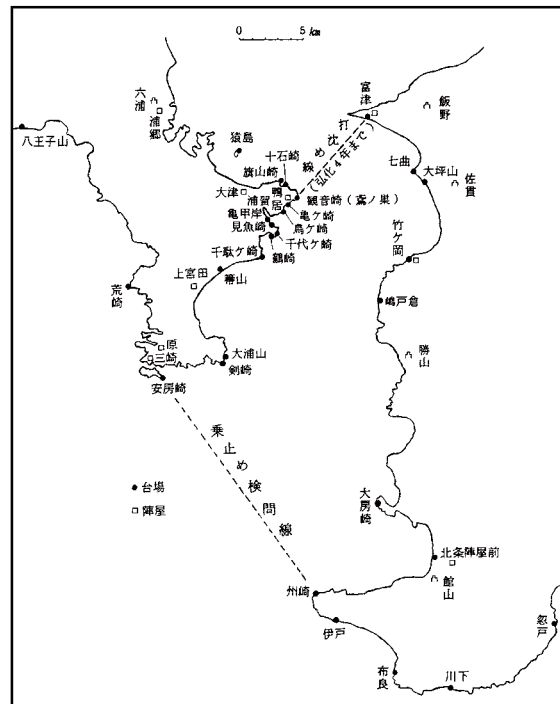 0 5 km
六浦
浦郷
八王子山
猿島
十石崎
旗山崎
大津
鴨居
浦賀
観音崎（鳶ノ巣）
亀甲岸
亀ケ崎
見魚崎
鳥ケ崎
千代ケ崎
千駄ケ崎
鶴崎
上宮田
箒山
荒崎
原
三崎
大浦山
剣崎
安房崎
打沈め線
（弘化4年まで）
富津
飯野
七曲
大坪山
佐貫
竹ケ岡
嶋戸倉
勝山
乗止め検問線
●台場
□陣屋
大房崎
北条陣屋前
館山
州崎
伊戸
布良
川下
忽戸